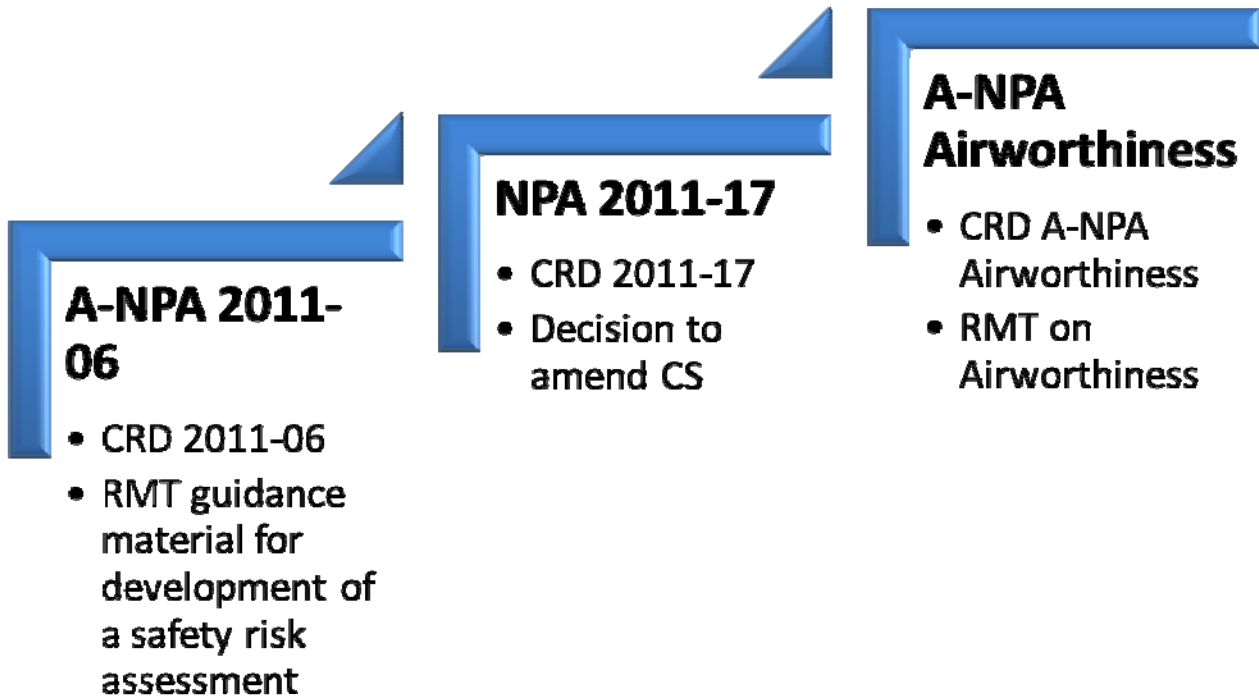 A-NPA 2011-
06
• CRD 2011-06
• RMT guidance
material for
development of
a safety risk
assessment
NPA 2011-17
• CRD 2011-17
• Decision to
amend CS
A-NPA
Airworthiness
• CRD A-NPA
Airworthiness
• RMT on
Airworthiness